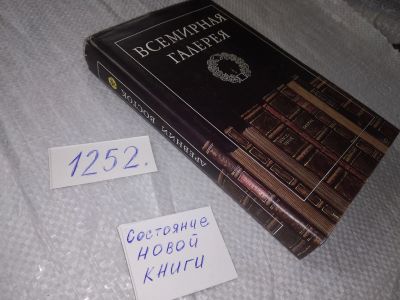 ВСЕМИРНАЯ
ГАЛЕРЕЯ
ДРЕВНИЙ ВОСТОК
1252.
Состояние
НОВОЙ
КНИГИ